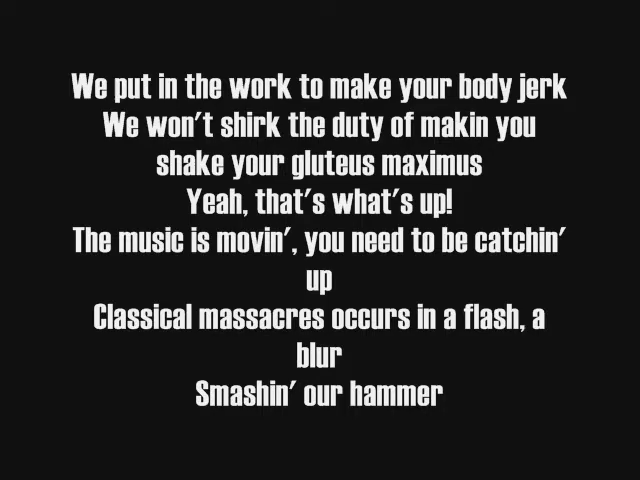 We put in the work to make your body jerk
We won't shirk the duty of makin you
shake your gluteus maximus
Yeah, that's what's up!
The music is movin', you need to be catchin'
up
Classical massacres occurs in a flash, a
blur
Smashin' our hammer